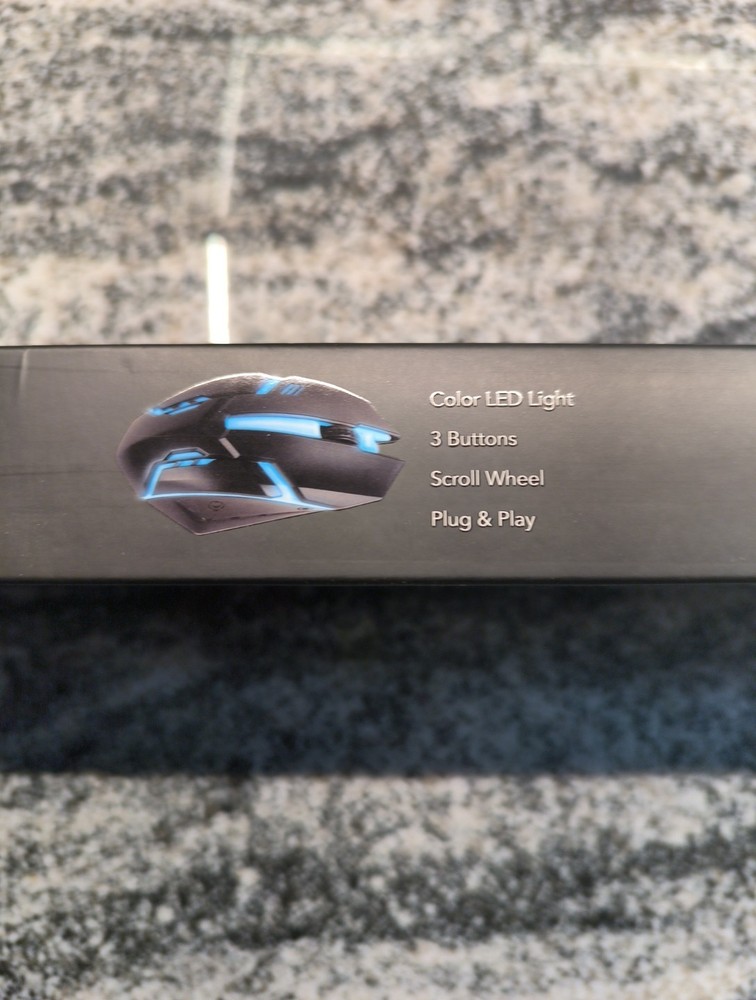 Color LED Light
3 Buttons
Scroll Wheel
Plug & Play